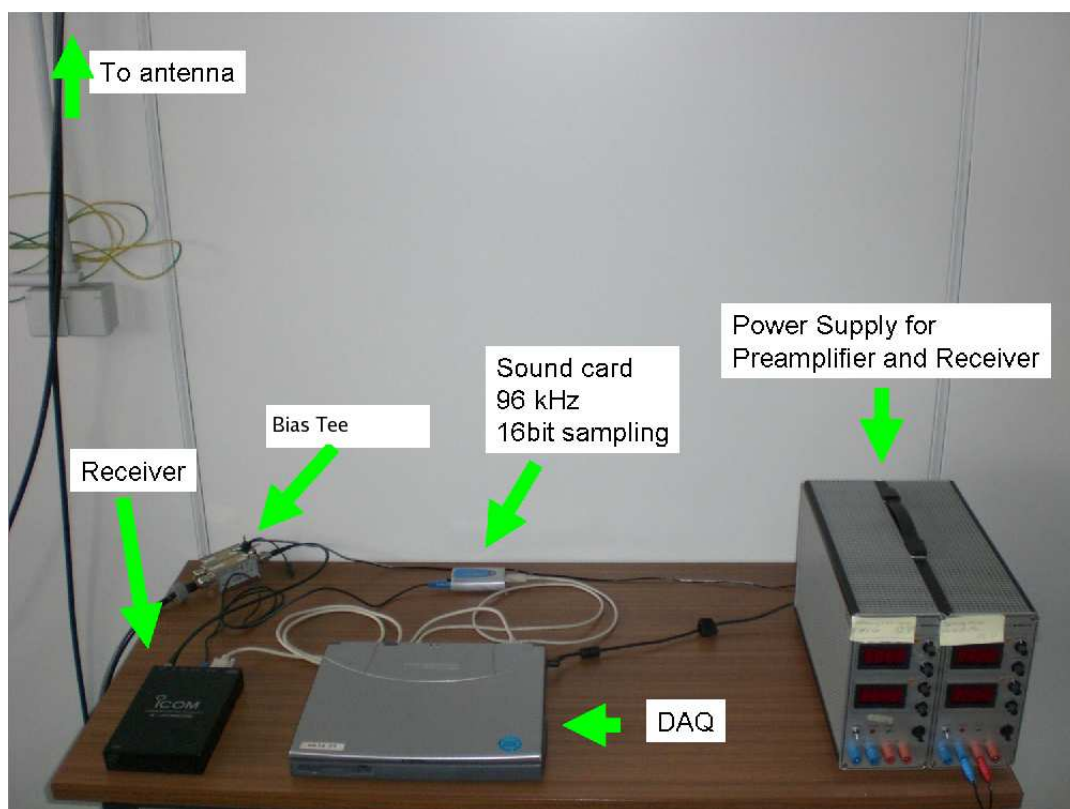 To antenna
Power Supply for
Preamplifier and Receiver
Sound card
96 kHz
16bit sampling
Bias Tee
Receiver
ICOM
DAQ